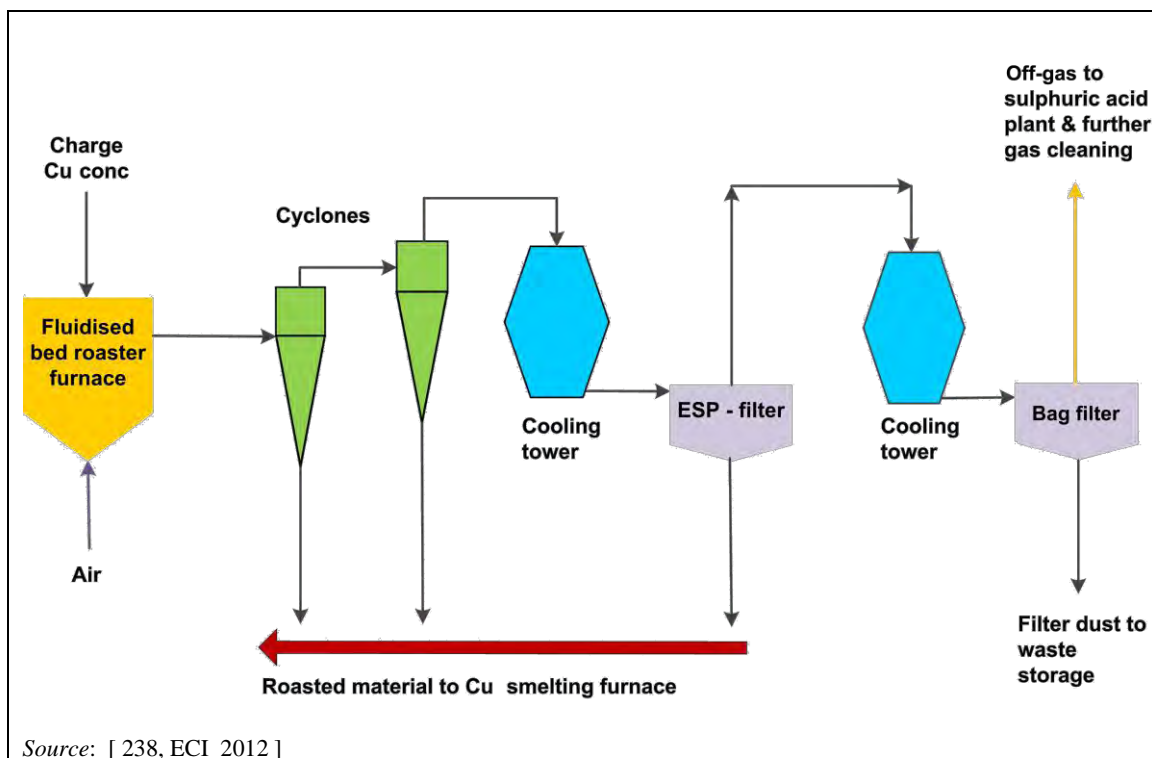 Off-gas to
sulphuric acid
plant & further
gas cleaning
Charge
Cu conc
Cyclones
Fluidised
bed roaster
furnace
ESP - filter
Bag filter
Cooling
tower
Cooling
tower
Air
Filter dust to
waste
storage
Roasted material to Cu smelting furnace
Source: [ 238, ECI 2012 ]